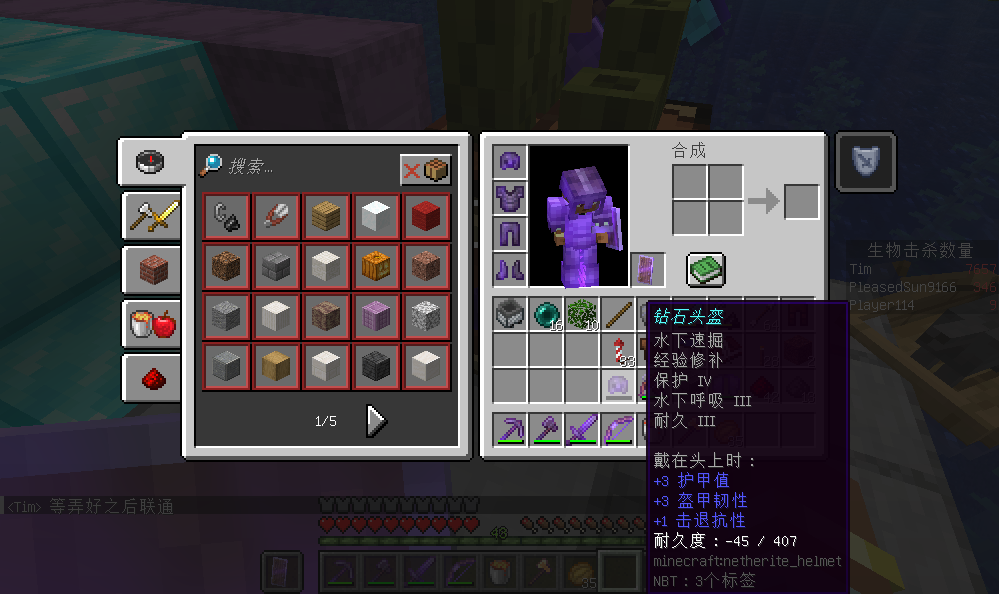 搜索...
1/5
合成
16
10
33
钻石头盔
水下速掘
经验修补
保护 IV
水下呼吸 III
耐久 III
戴在头上时：
+3 护甲值
+3 盔甲韧性
+1 击退抗性
耐久度：-45 / 407
minecraft:netherite_helmet
NBT：3个标签
生物击杀数量
Tim
PleasedSun9166
Player114
<Tim> 等弄好之后联通
48
35